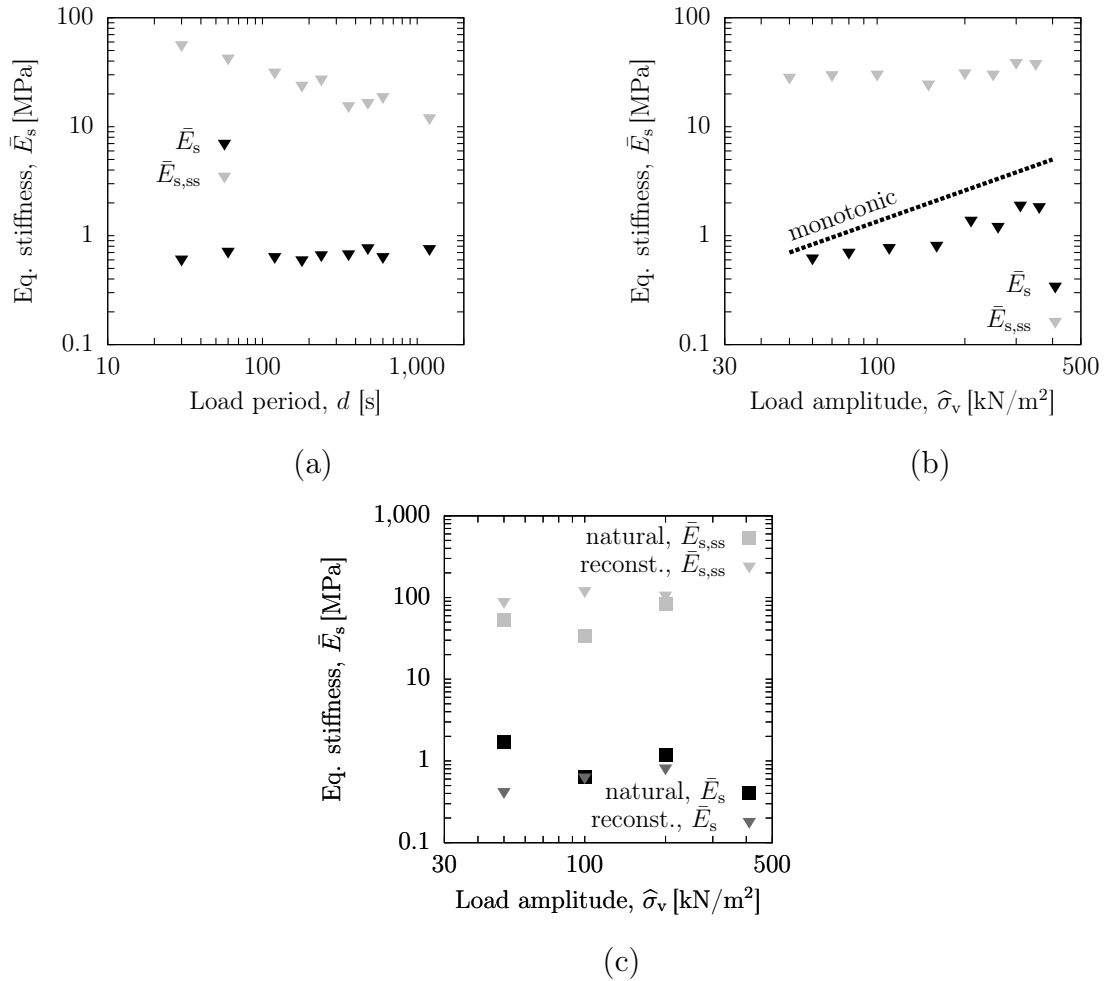 100
10
1
0.1
Eq. stiffness, Ē_s [MPa]
Ē_s
Ē_s,ss
10 100 1,000
Load period, d [s]
(a)
100
10
1
0.1
Eq. stiffness, Ē_s [MPa]
monotonic
Ē_s
Ē_s,ss
30 100 500
Load amplitude, σ̂_v [kN/m²]
(b)
1,000
100
10
1
0.1
Eq. stiffness, Ē_s [MPa]
natural, Ē_s,ss
reconst., Ē_s,ss
natural, Ē_s
reconst., Ē_s
30 100 500
Load amplitude, σ̂_v [kN/m²]
(c)